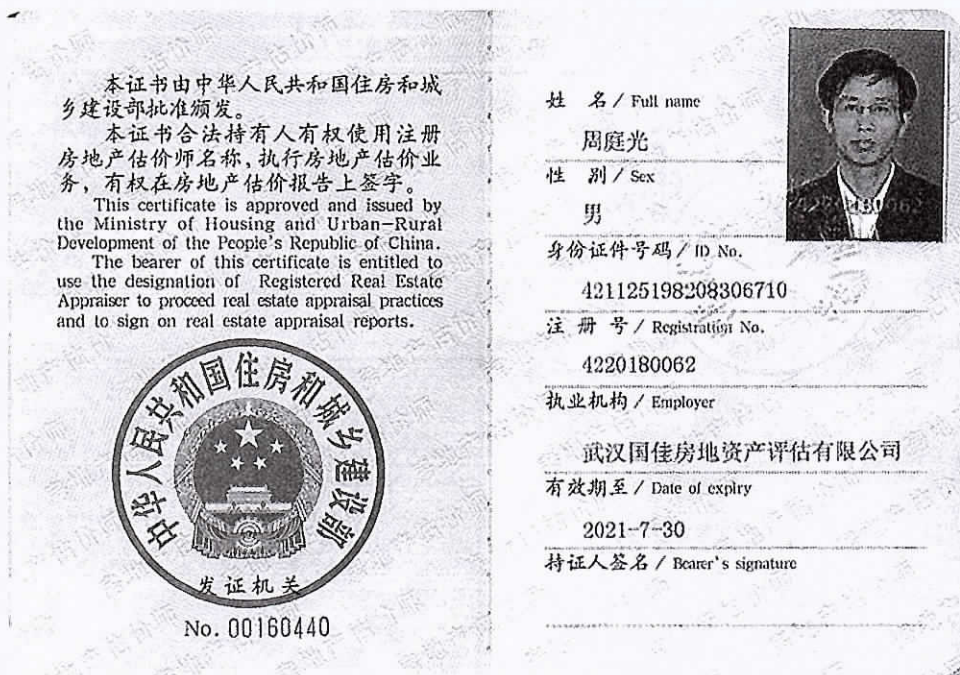 本证书由中华人民共和国住房和城
乡建设部批准颁发。
本证书合法持有人有权使用注册
房地产估价师名称，执行房地产估价业
务，有权在房地产估价报告上签字。
This certificate is approved and issued by
the Ministry of Housing and Urban-Rural
Development of the People's Republic of China.
The bearer of this certificate is entitled to
use the designation of Registered Real Estate
Appraiser to proceed real estate appraisal practices
and to sign on real estate appraisal reports.
中华人民共和国住房和城乡建设部
发证机关
No. 00160440
姓 名 / Full name
周庭光
性 别 / Sex
男
身份证件号码 / ID No.
421125198208306710
注 册 号 / Registration No.
4220180062
执业机构 / Employer
武汉国佳房地资产评估有限公司
有效期至 / Date of expiry
2021-7-30
持证人签名 / Bearer's signature